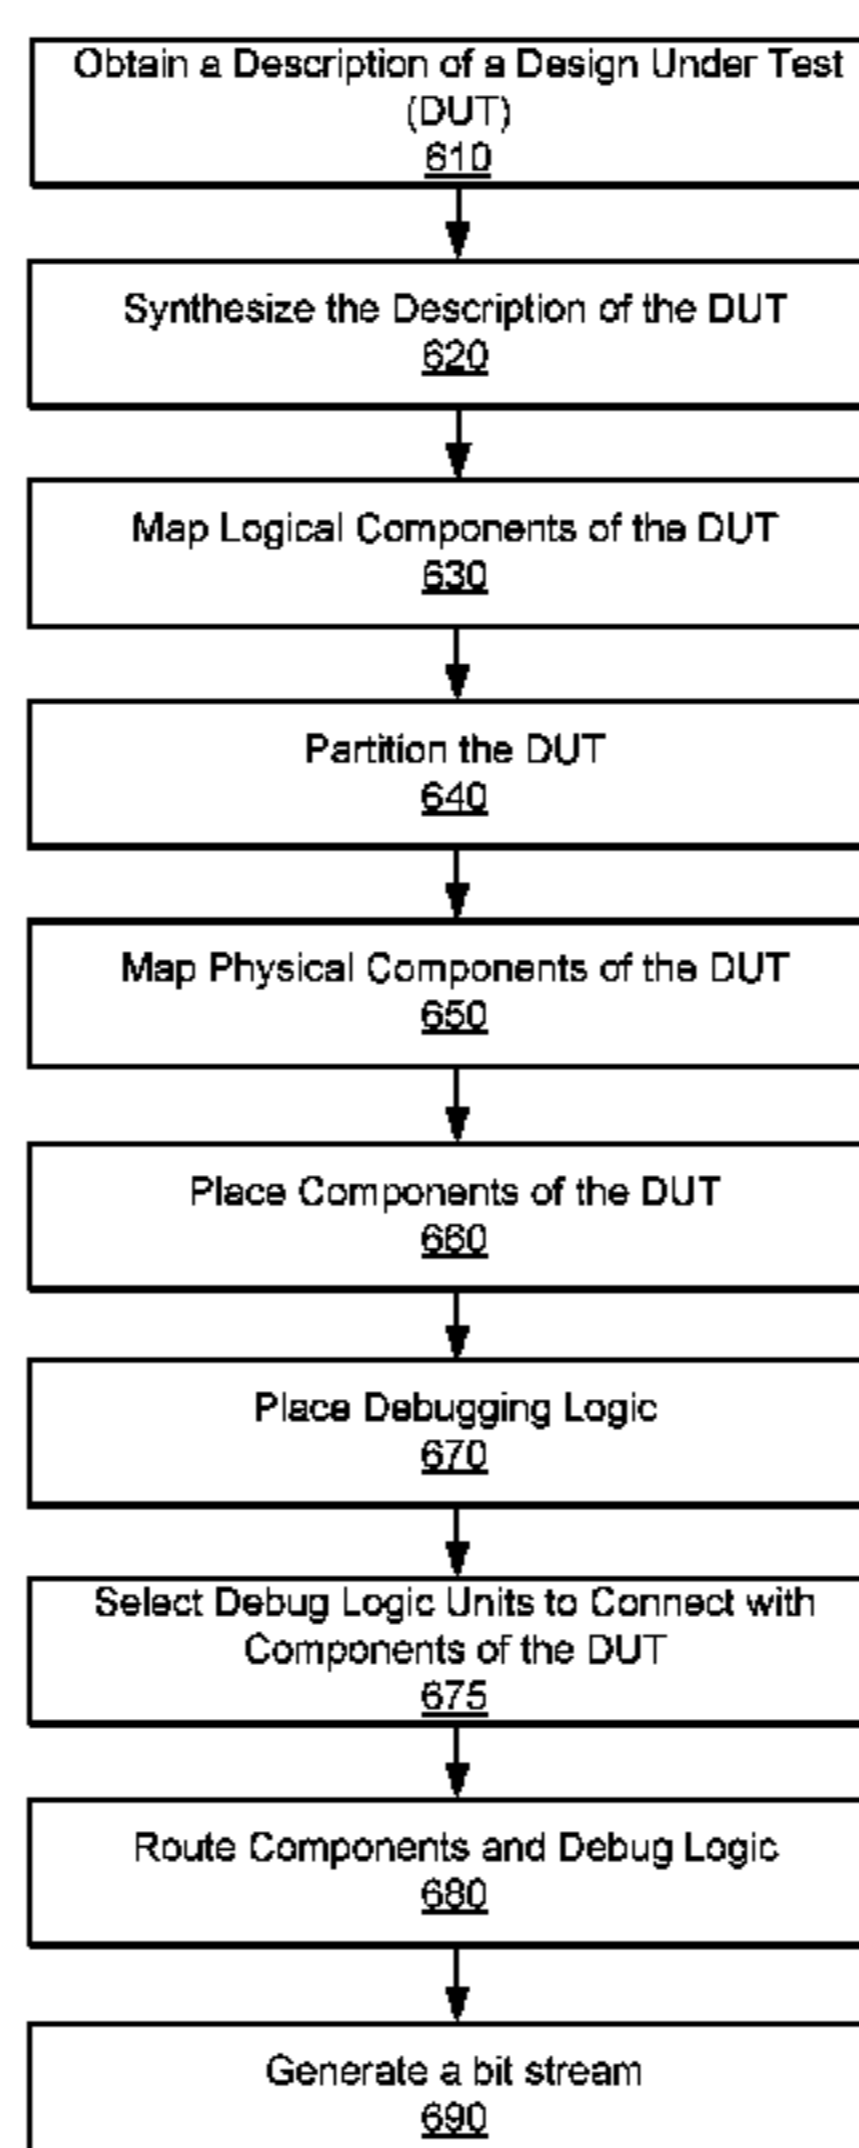 Obtain a Description of a Design Under Test
(DUT)
610
Synthesize the Description of the DUT
620
Map Logical Components of the DUT
630
Partition the DUT
640
Map Physical Components of the DUT
650
Place Components of the DUT
660
Place Debugging Logic
670
Select Debug Logic Units to Connect with
Components of the DUT
675
Route Components and Debug Logic
680
Generate a bit stream
690